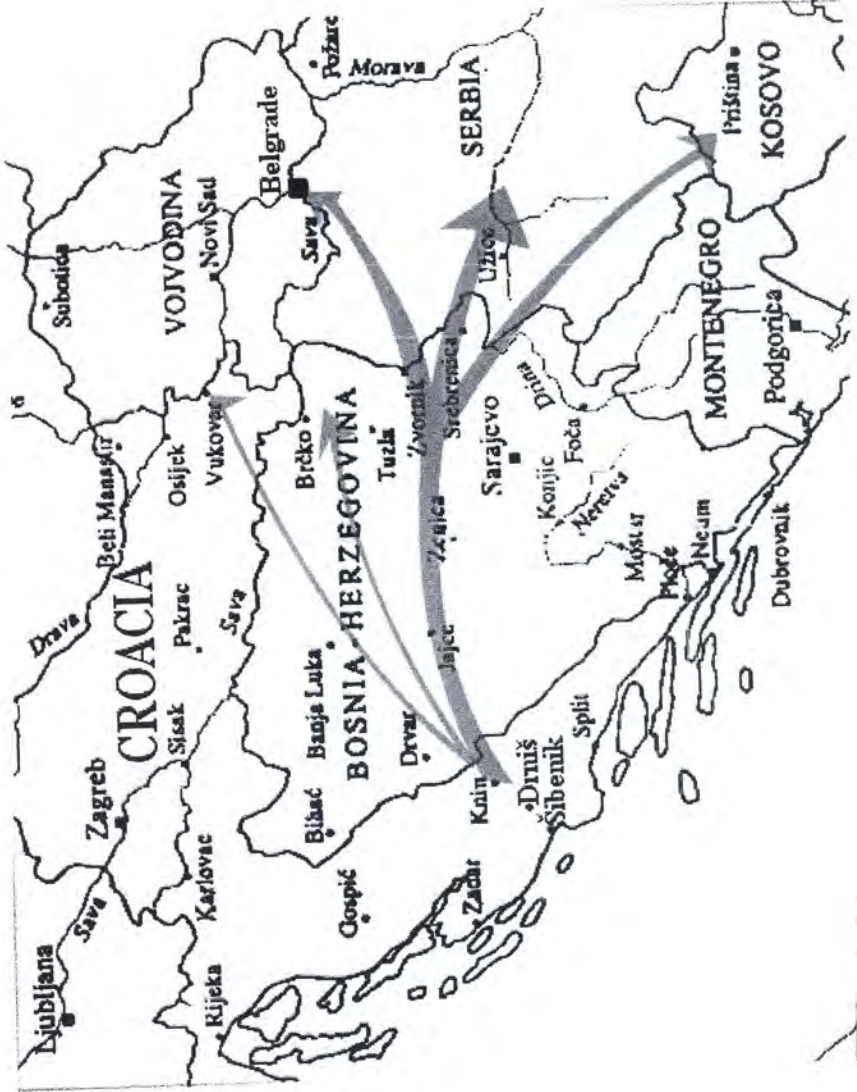 Ljubljana
Sava
Zagreb
Rijeka
Karlovac
Sisak
CROACIA
Drava
Pakrac
Sava
Beli Manastir
Osijek
Vukovar
Subotica
VOJVODINA
Novi Sad
Belgrade
Sava
Požare
Morava
SERBIA
Užice
Gospić
Bihać
Banja Luka
BOSNIA HERZEGOVINA
Brčko
Tuzla
Drvar
Jajce
Zenica
Zvornik
Srebrenica
Zadar
Knin
Drniš
Šibenik
Split
Sarajevo
Drina
Konjic
Foča
Neretva
Mostar
Ploče
Neum
Dubrovnik
MONTENEGRO
Podgorica
Priština
KOSOVO